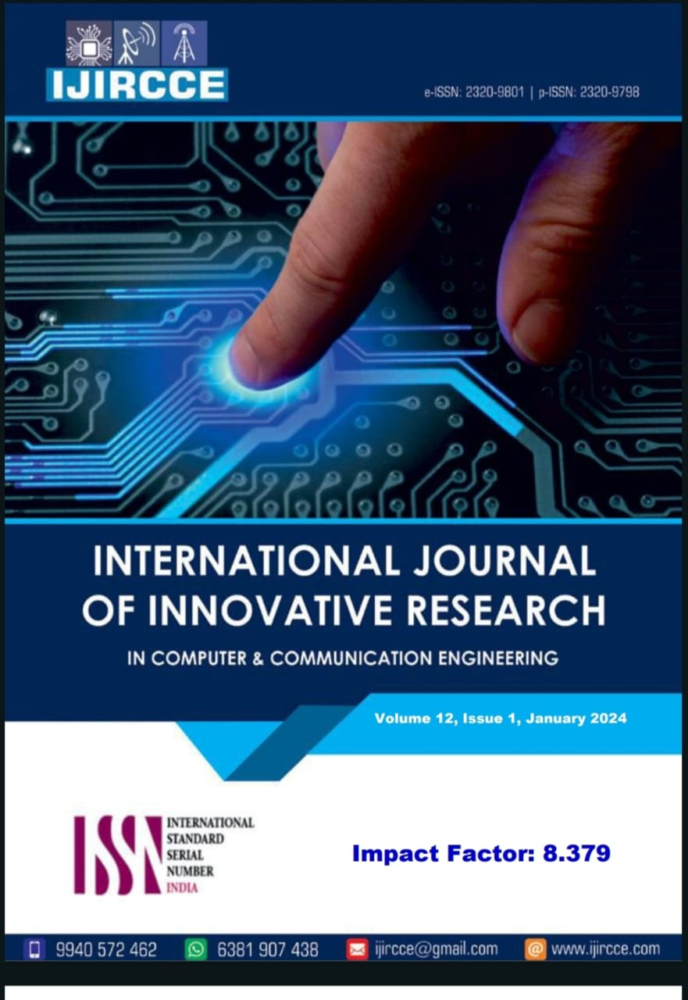 IJIRCCE
e-ISSN: 2320-9801 | p-ISSN: 2320-9798
INTERNATIONAL JOURNAL
OF INNOVATIVE RESEARCH
IN COMPUTER & COMMUNICATION ENGINEERING
Volume 12, Issue 1, January 2024
ISSN
INTERNATIONAL
STANDARD
SERIAL
NUMBER
INDIA
Impact Factor: 8.379
9940 572 462
6381 907 438
ijircce@gmail.com
@ www.ijircce.com